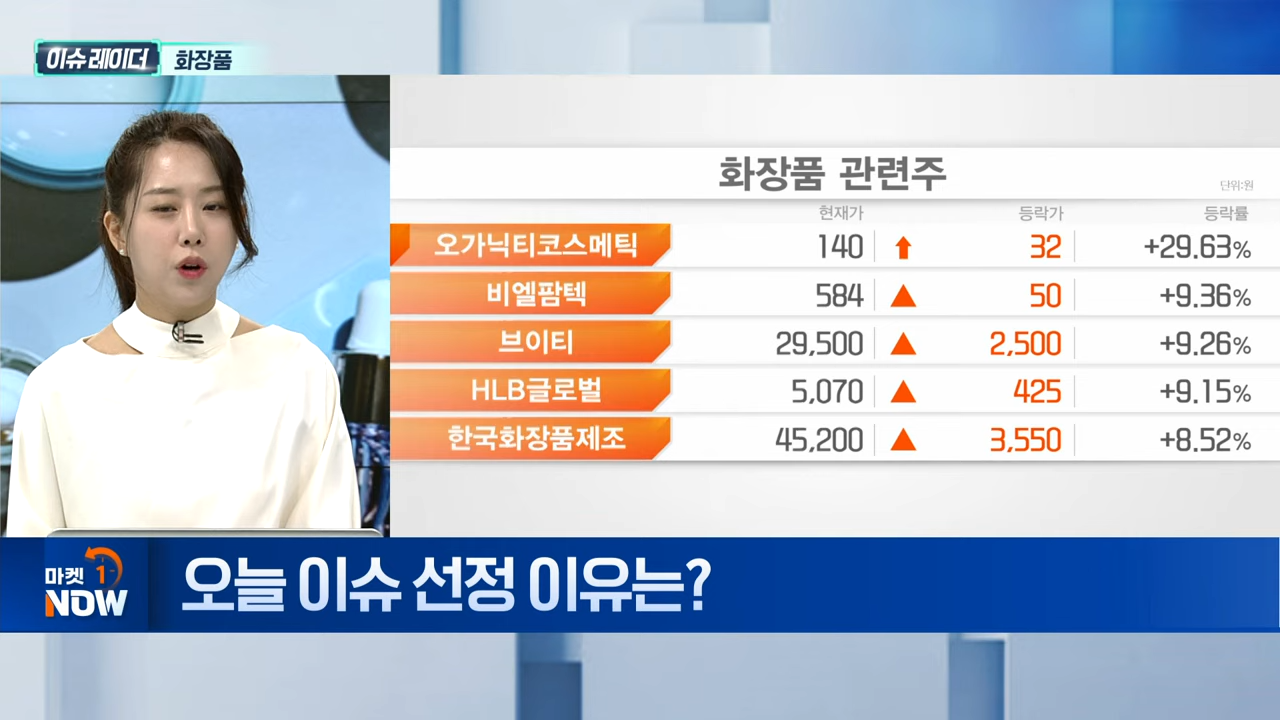 이슈 레이더 화장품
화장품 관련주
단위:원
현재가 등락가 등락률
오가닉티코스메틱 140 32 +29.63%
비엘팜텍 584 ▲ 50 +9.36%
브이티 29,500 ▲ 2,500 +9.26%
HLB글로벌 5,070 ▲ 425 +9.15%
한국화장품제조 45,200 ▲ 3,550 +8.52%
마켓 1
NOW
오늘 이슈 선정 이유는?